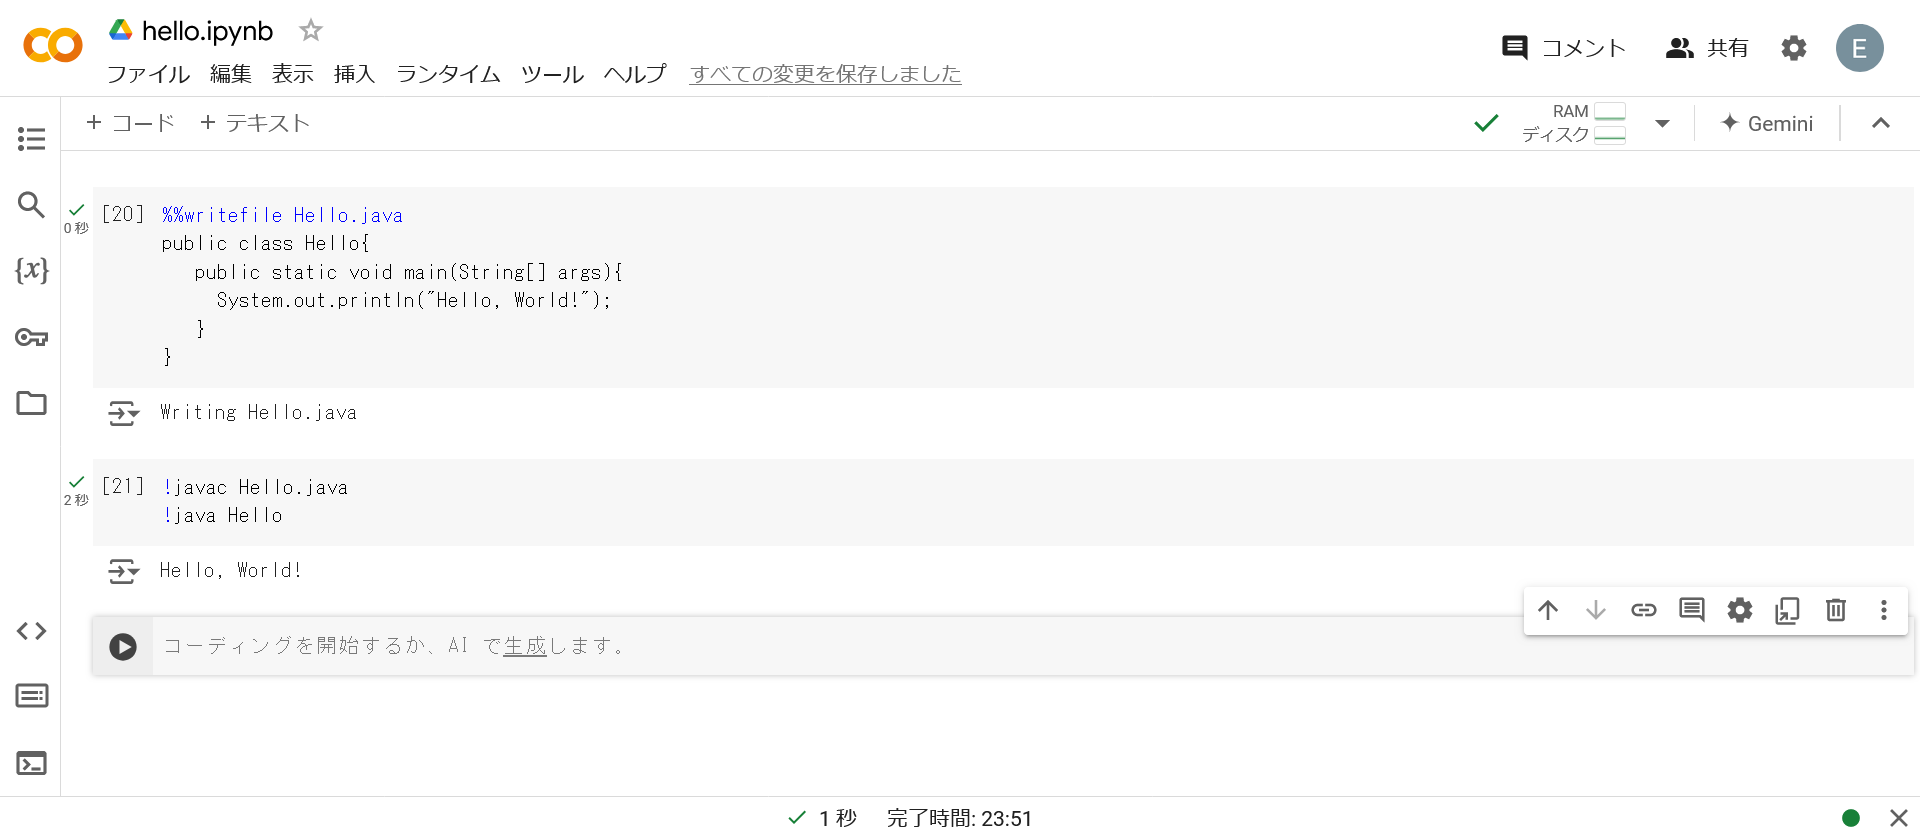 hello.ipynb
ファイル 編集 表示 挿入 ランタイム ツール ヘルプ すべての変更を保存しました
コメント 共有 E
+ コード + テキスト
RAM
ディスク
Gemini
[20] %%writefile Hello.java
0 秒
public class Hello{
public static void main(String[] args){
System.out.println("Hello, World!");
}
}
Writing Hello.java
{x}
[21] !javac Hello.java
2 秒
!java Hello
Hello, World!
コーディングを開始するか、AI で生成します。
1 秒 完了時間: 23:51